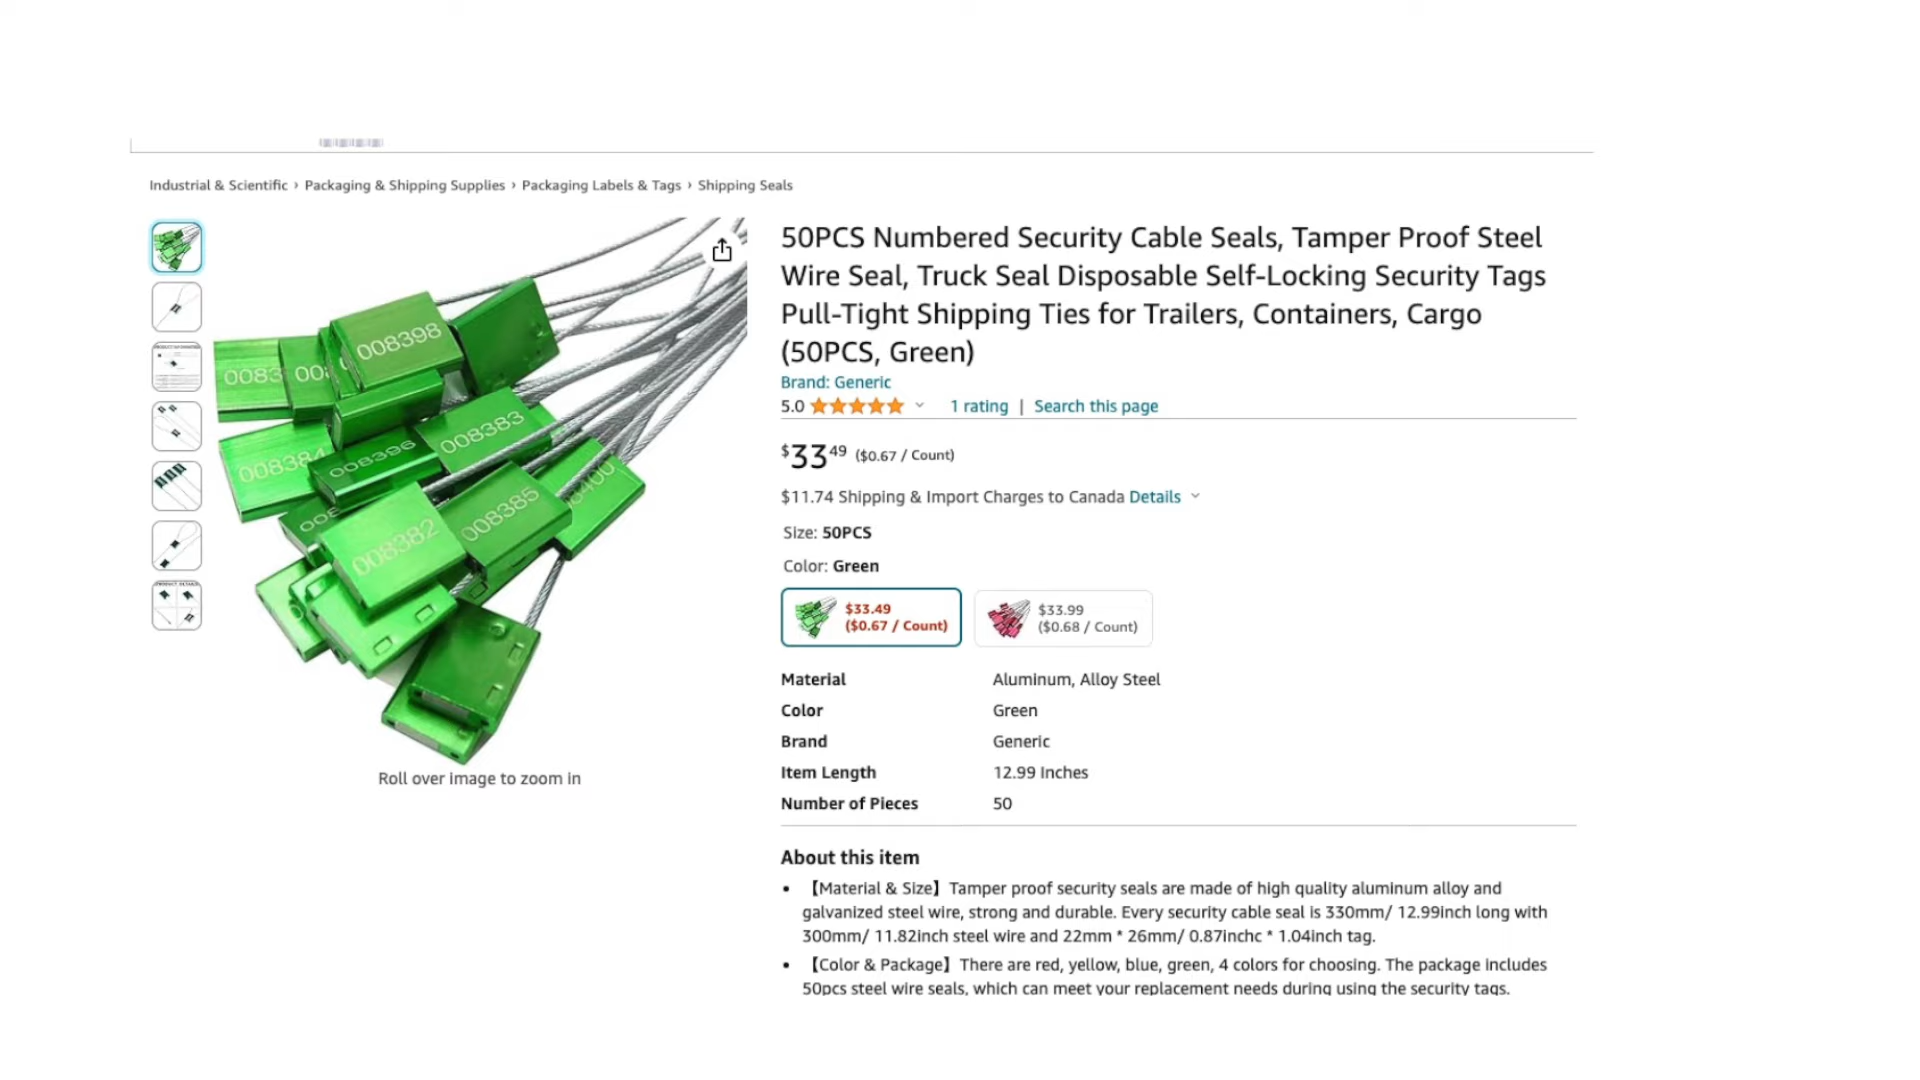 Industrial & Scientific › Packaging & Shipping Supplies › Packaging Labels & Tags › Shipping Seals
50PCS Numbered Security Cable Seals, Tamper Proof Steel
Wire Seal, Truck Seal Disposable Self-Locking Security Tags
Pull-Tight Shipping Ties for Trailers, Containers, Cargo
(50PCS, Green)
Brand: Generic
5.0
1 rating | Search this page
$33.49 ($0.67 / Count)
$11.74 Shipping & Import Charges to Canada Details
Size: 50PCS
Color: Green
$33.49
($0.67 / Count)
$33.99
($0.68 / Count)
Material Aluminum, Alloy Steel
Color Green
Brand Generic
Item Length 12.99 Inches
Number of Pieces 50
About this item
• 【Material & Size】Tamper proof security seals are made of high quality aluminum alloy and
galvanized steel wire, strong and durable. Every security cable seal is 330mm/ 12.99inch long with
300mm/ 11.82inch steel wire and 22mm * 26mm/ 0.87inchc * 1.04inch tag.
• 【Color & Package】There are red, yellow, blue, green, 4 colors for choosing. The package includes
50pcs steel wire seals, which can meet your replacement needs during using the security tags.
008398
008383
008384
008396
008385
008382
Roll over image to zoom in